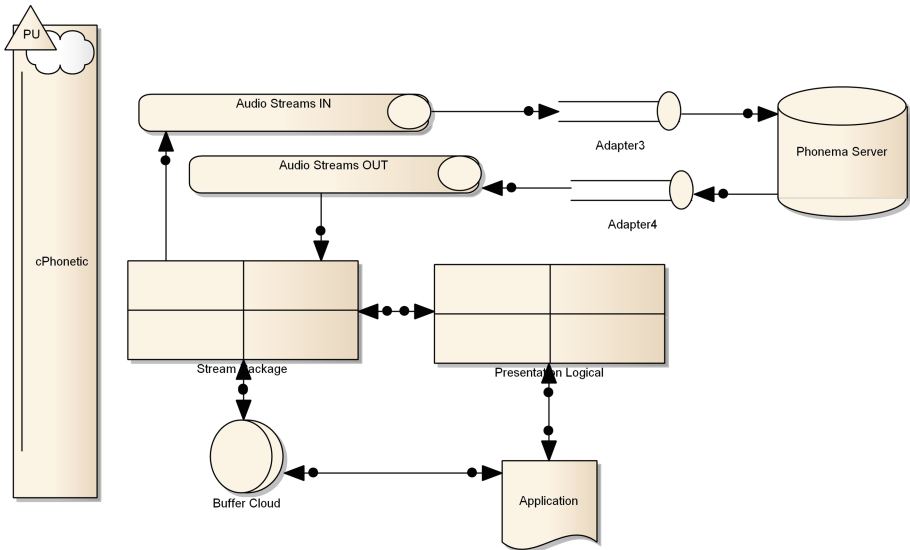 PU
Audio Streams IN
Adapter3
Phonema Server
Audio Streams OUT
Adapter4
cPhonetic
Stream Package
Presentation Logical
Buffer Cloud
Application